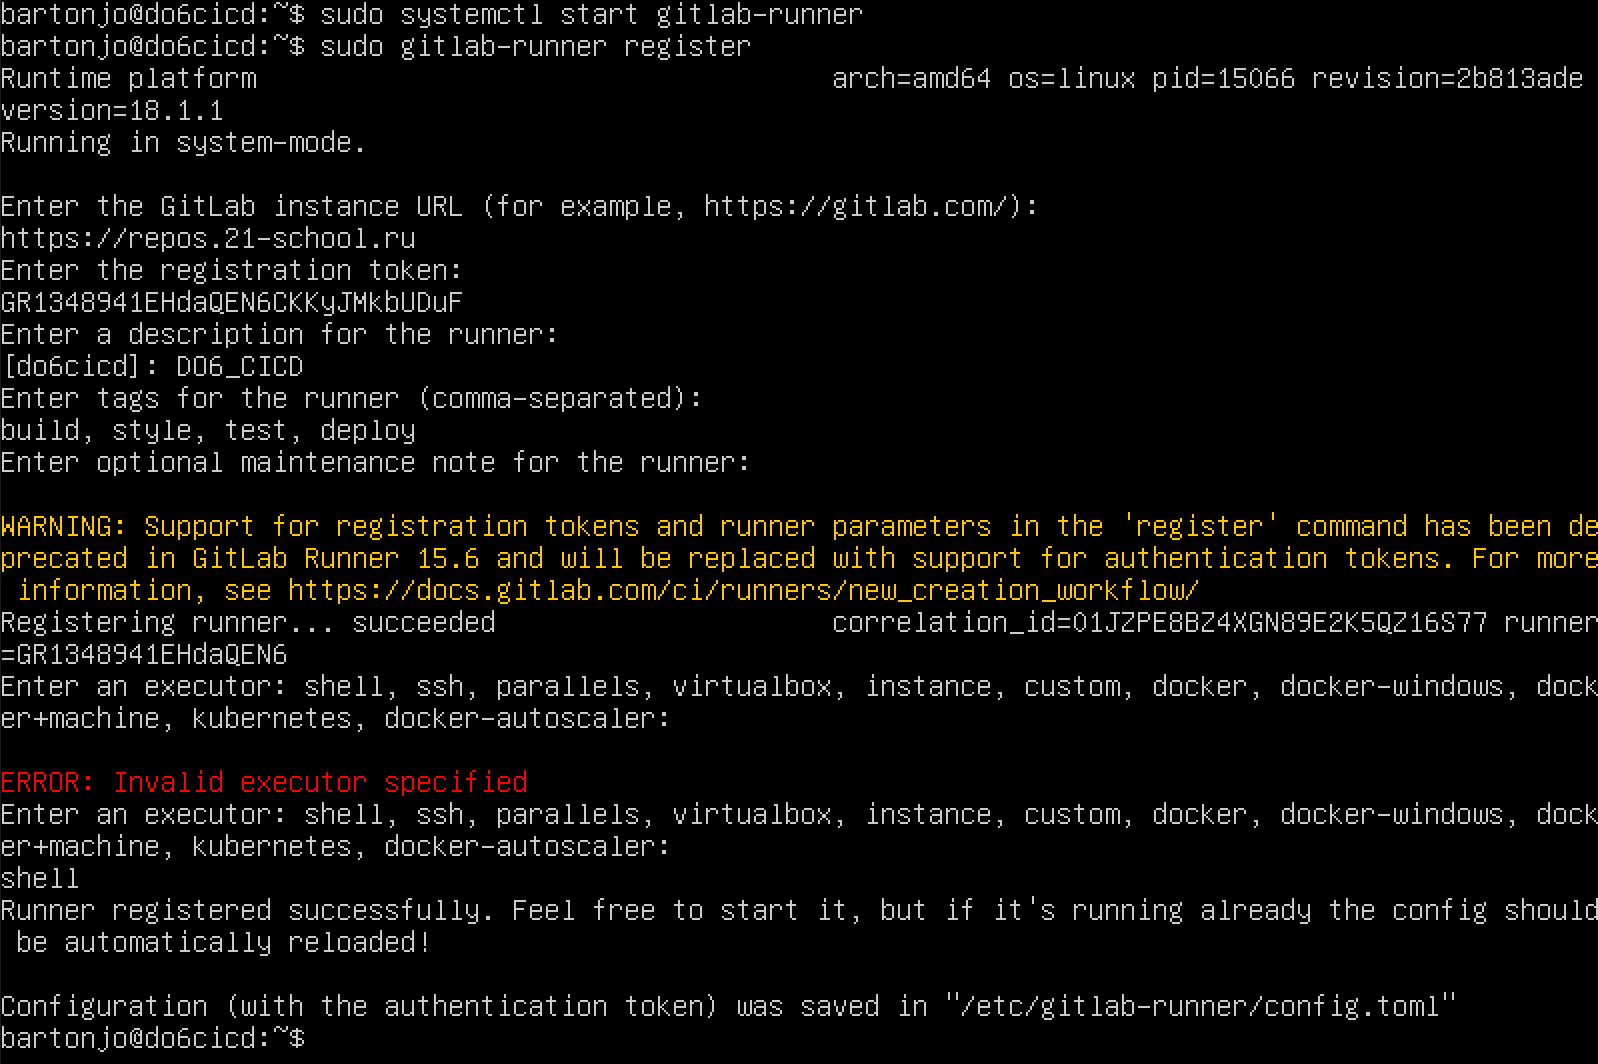 bartonjo@do6cicd:~$ sudo systemctl start gitlab-runner
bartonjo@do6cicd:~$ sudo gitlab-runner register
Runtime platform                                    arch=amd64 os=linux pid=15066 revision=2b813ade
version=18.1.1
Running in system-mode.

Enter the GitLab instance URL (for example, https://gitlab.com/):
https://repos.21-school.ru
Enter the registration token:
GR1348941EHdaQEN6CKKyJMkbUDuF
Enter a description for the runner:
[do6cicd]: DO6_CICD
Enter tags for the runner (comma-separated):
build, style, test, deploy
Enter optional maintenance note for the runner:

WARNING: Support for registration tokens and runner parameters in the 'register' command has been de
precated in GitLab Runner 15.6 and will be replaced with support for authentication tokens. For more
 information, see https://docs.gitlab.com/ci/runners/new_creation_workflow/
Registering runner... succeeded                     correlation_id=01JZPE8BZ4XGN89E2K5QZ16S77 runner
=GR1348941EHdaQEN6
Enter an executor: shell, ssh, parallels, virtualbox, instance, custom, docker, docker-windows, dock
er+machine, kubernetes, docker-autoscaler:

ERROR: Invalid executor specified
Enter an executor: shell, ssh, parallels, virtualbox, instance, custom, docker, docker-windows, dock
er+machine, kubernetes, docker-autoscaler:
shell
Runner registered successfully. Feel free to start it, but if it's running already the config should
 be automatically reloaded!

Configuration (with the authentication token) was saved in "/etc/gitlab-runner/config.toml"
bartonjo@do6cicd:~$